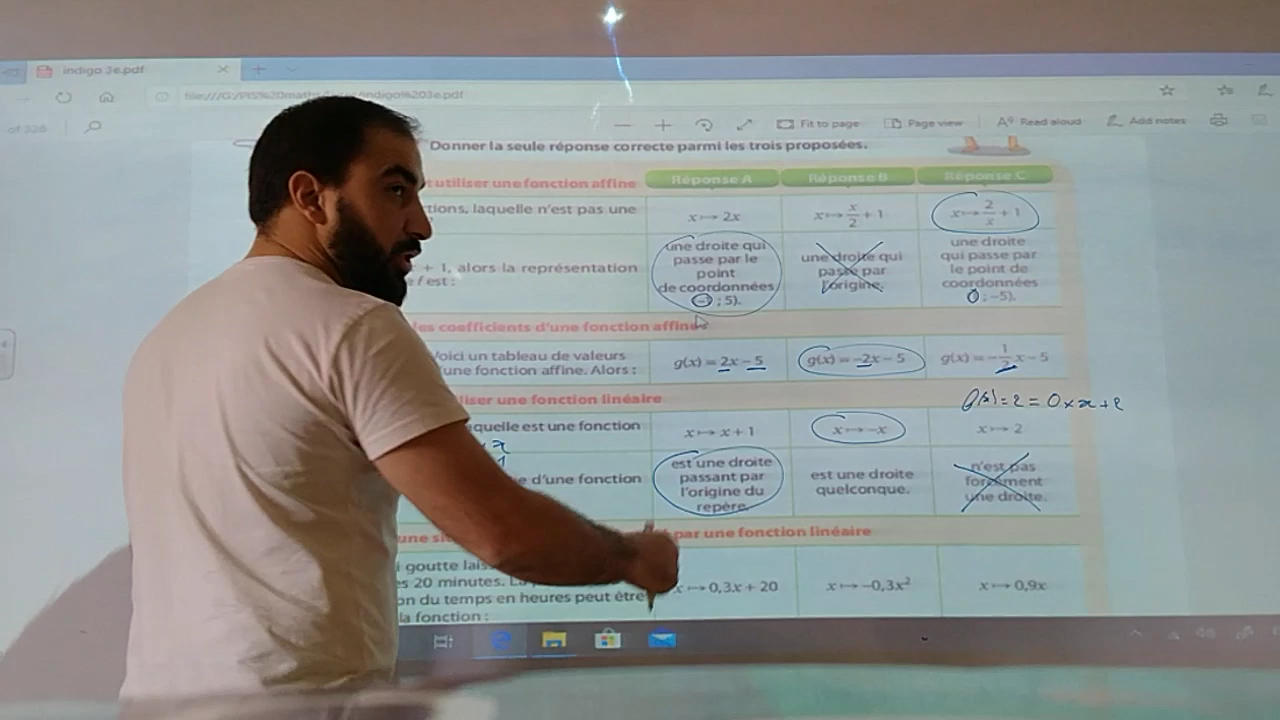 indigo 3e.pdf
of 326
Fit to page
Page view
Read aloud
Add notes
Donner la seule réponse correcte parmi les trois proposées.
utiliser une fonction affine
Réponse A
Réponse B
Réponse C
tions, laquelle n'est pas une
x ↦ 2x
x ↦ x/2 + 1
x ↦ 2/x + 1
+ 1, alors la représentation
f est :
une droite qui
passe par le
point
de coordonnées
(-1 ; 5).
une droite qui
passe par
l'origine.
une droite
qui passe par
le point de
coordonnées
; -5).
les coefficients d'une fonction affine
Voici un tableau de valeurs
d'une fonction affine. Alors :
g(x) = 2x - 5
g(x) = -2x - 5
g(x) = -1/2 x - 5
liser une fonction linéaire
f(x) = 2 = 0 × x + 2
quelle est une fonction
x ↦ x + 1
x ↦ -x
x ↦ 2
d'une fonction
est une droite
passant par
l'origine du
repère.
est une droite
quelconque.
n'est pas
forcément
une droite.
par une fonction linéaire
goutte
20 minutes.
on du temps en heures peut être
la fonction :
x ↦ 0,3x + 20
x ↦ -0,3x²
x ↦ 0,9x